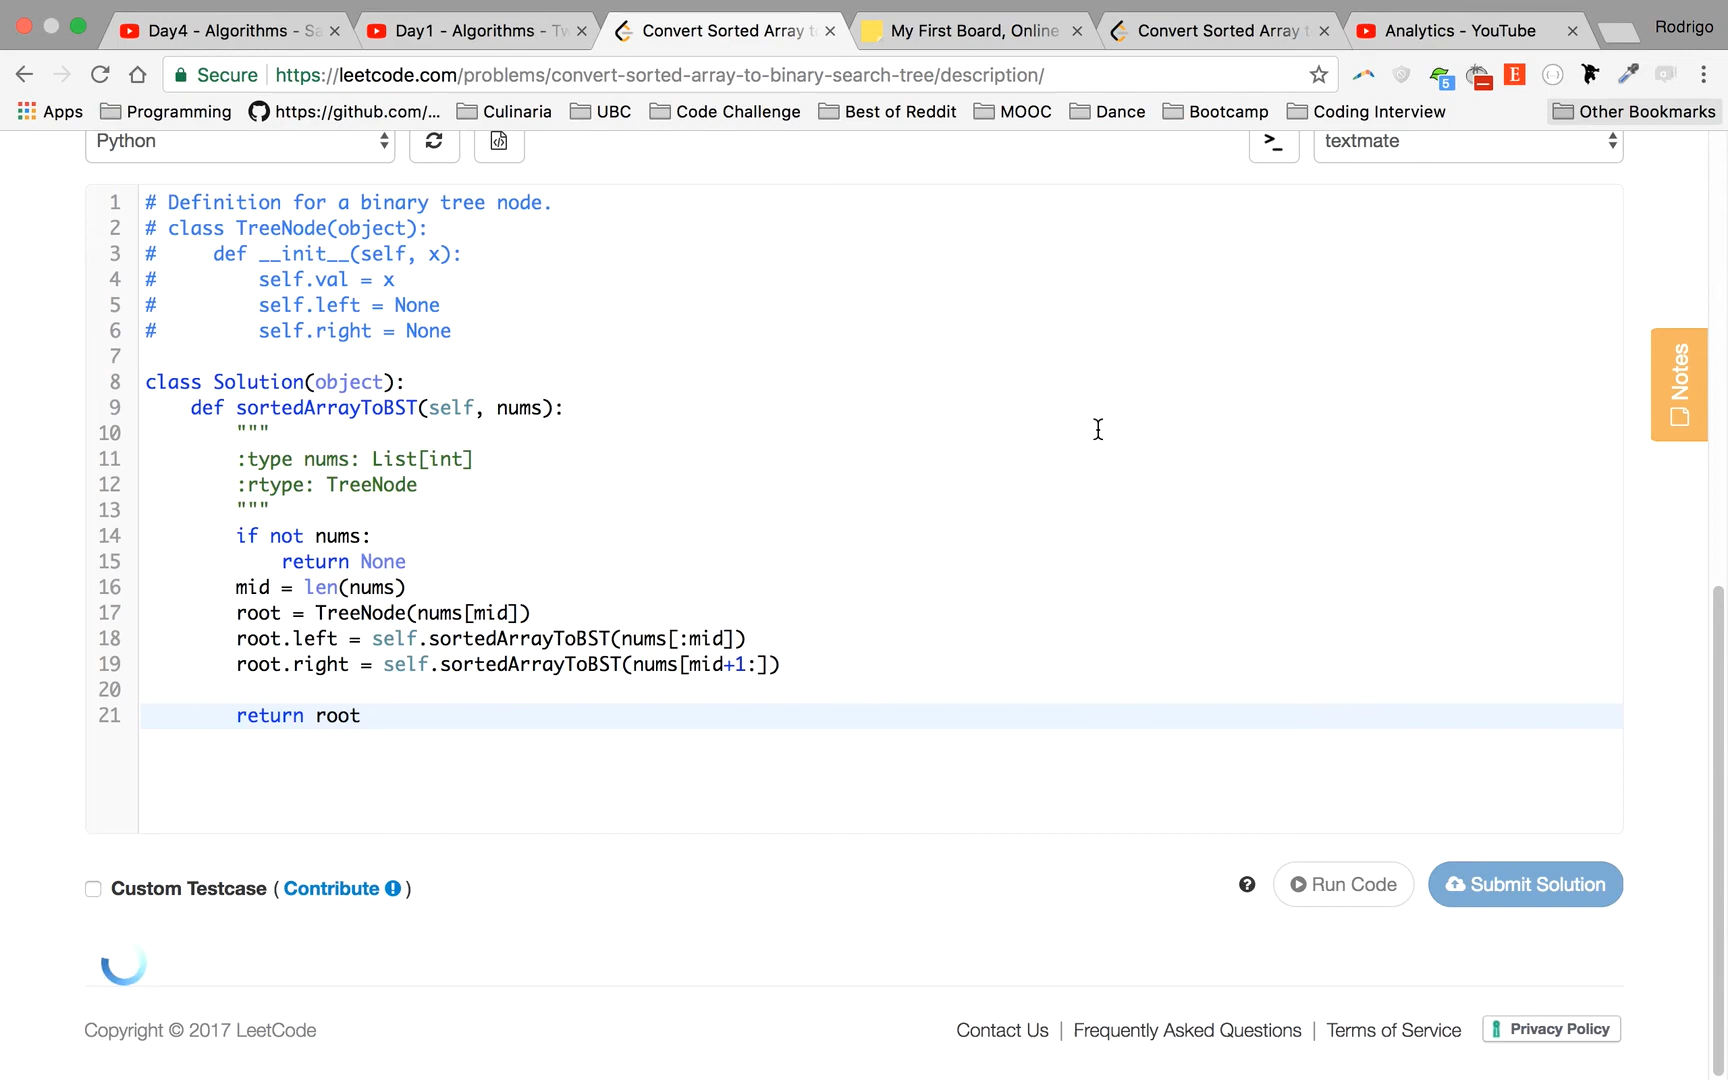 Day4 - Algorithms - Sa
Day1 - Algorithms - Tw
Convert Sorted Array to
My First Board, Online
Convert Sorted Array t
Analytics - YouTube
Rodrigo
Secure https://leetcode.com/problems/convert-sorted-array-to-binary-search-tree/description/
5
E
Apps Programming https://github.com/... Culinaria UBC Code Challenge Best of Reddit MOOC Dance Bootcamp Coding Interview Other Bookmarks
Python
>_
textmate
1 # Definition for a binary tree node.
2 # class TreeNode(object):
3 #     def __init__(self, x):
4 #         self.val = x
5 #         self.left = None
6 #         self.right = None
7
8 class Solution(object):
9     def sortedArrayToBST(self, nums):
10         """
11         :type nums: List[int]
12         :rtype: TreeNode
13         """
14         if not nums:
15             return None
16         mid = len(nums)
17         root = TreeNode(nums[mid])
18         root.left = self.sortedArrayToBST(nums[:mid])
19         root.right = self.sortedArrayToBST(nums[mid+1:])
20
21         return root
Notes
Custom Testcase ( Contribute )
? Run Code Submit Solution
Copyright © 2017 LeetCode
Contact Us | Frequently Asked Questions | Terms of Service Privacy Policy